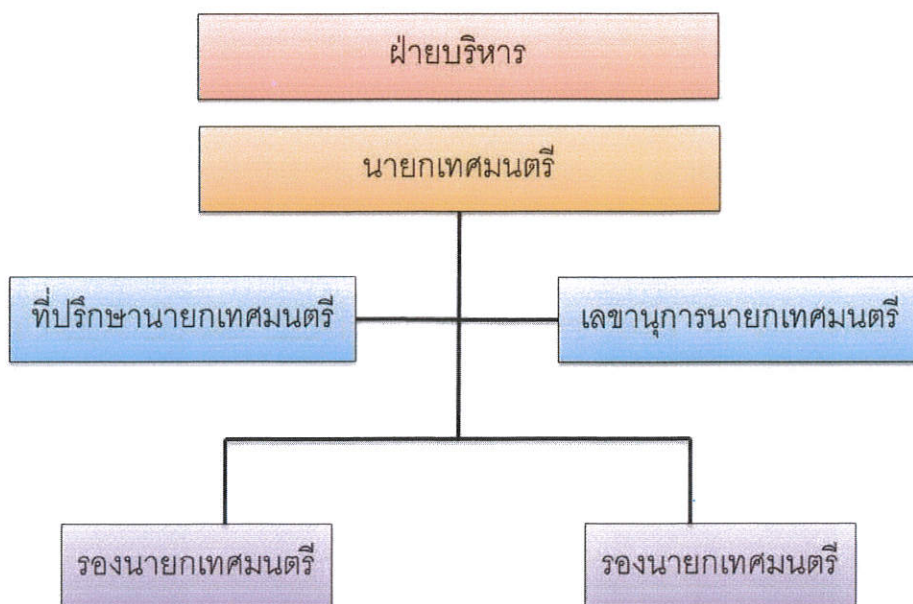 ฝ่ายบริหาร
นายกเทศมนตรี
ที่ปรึกษานายกเทศมนตรี
เลขานุการนายกเทศมนตรี
รองนายกเทศมนตรี
รองนายกเทศมนตรี